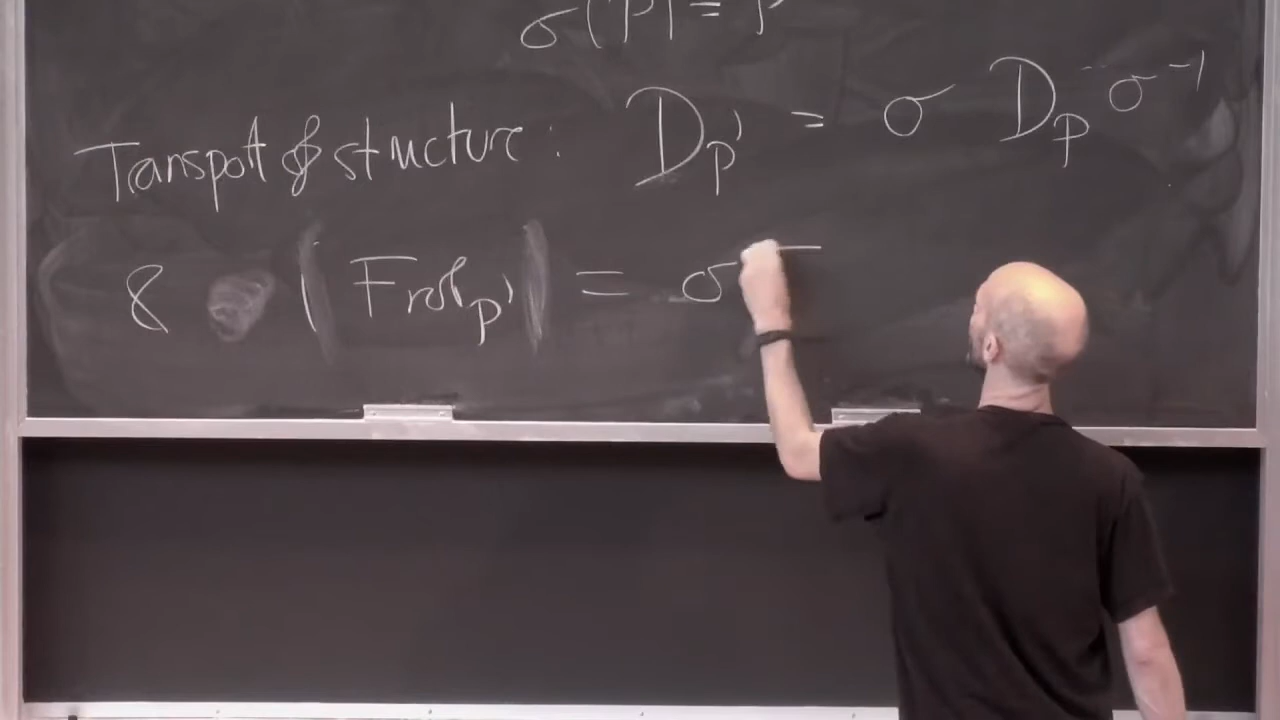 σ(p) = p'
Transport of structure: D_p' = σ D_p σ^-1
& (Frob_p') = σ